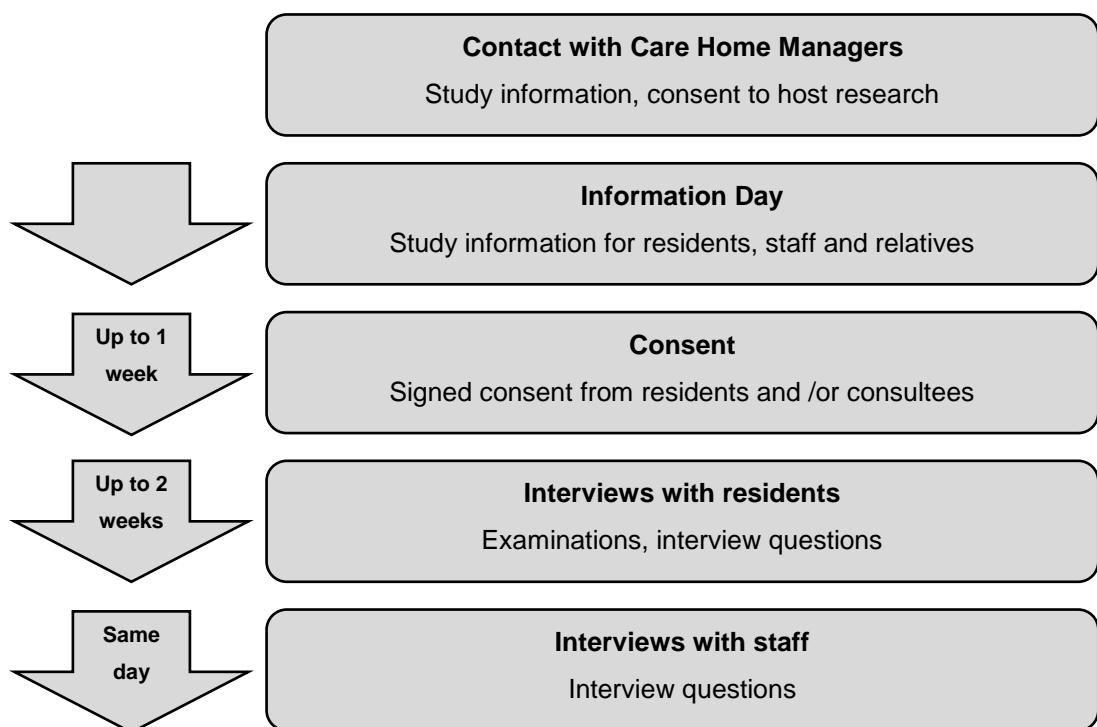 Contact with Care Home Managers
Study information, consent to host research
Information Day
Study information for residents, staff and relatives
Up to 1
week
Consent
Signed consent from residents and /or consultees
Up to 2
weeks
Interviews with residents
Examinations, interview questions
Same
day
Interviews with staff
Interview questions